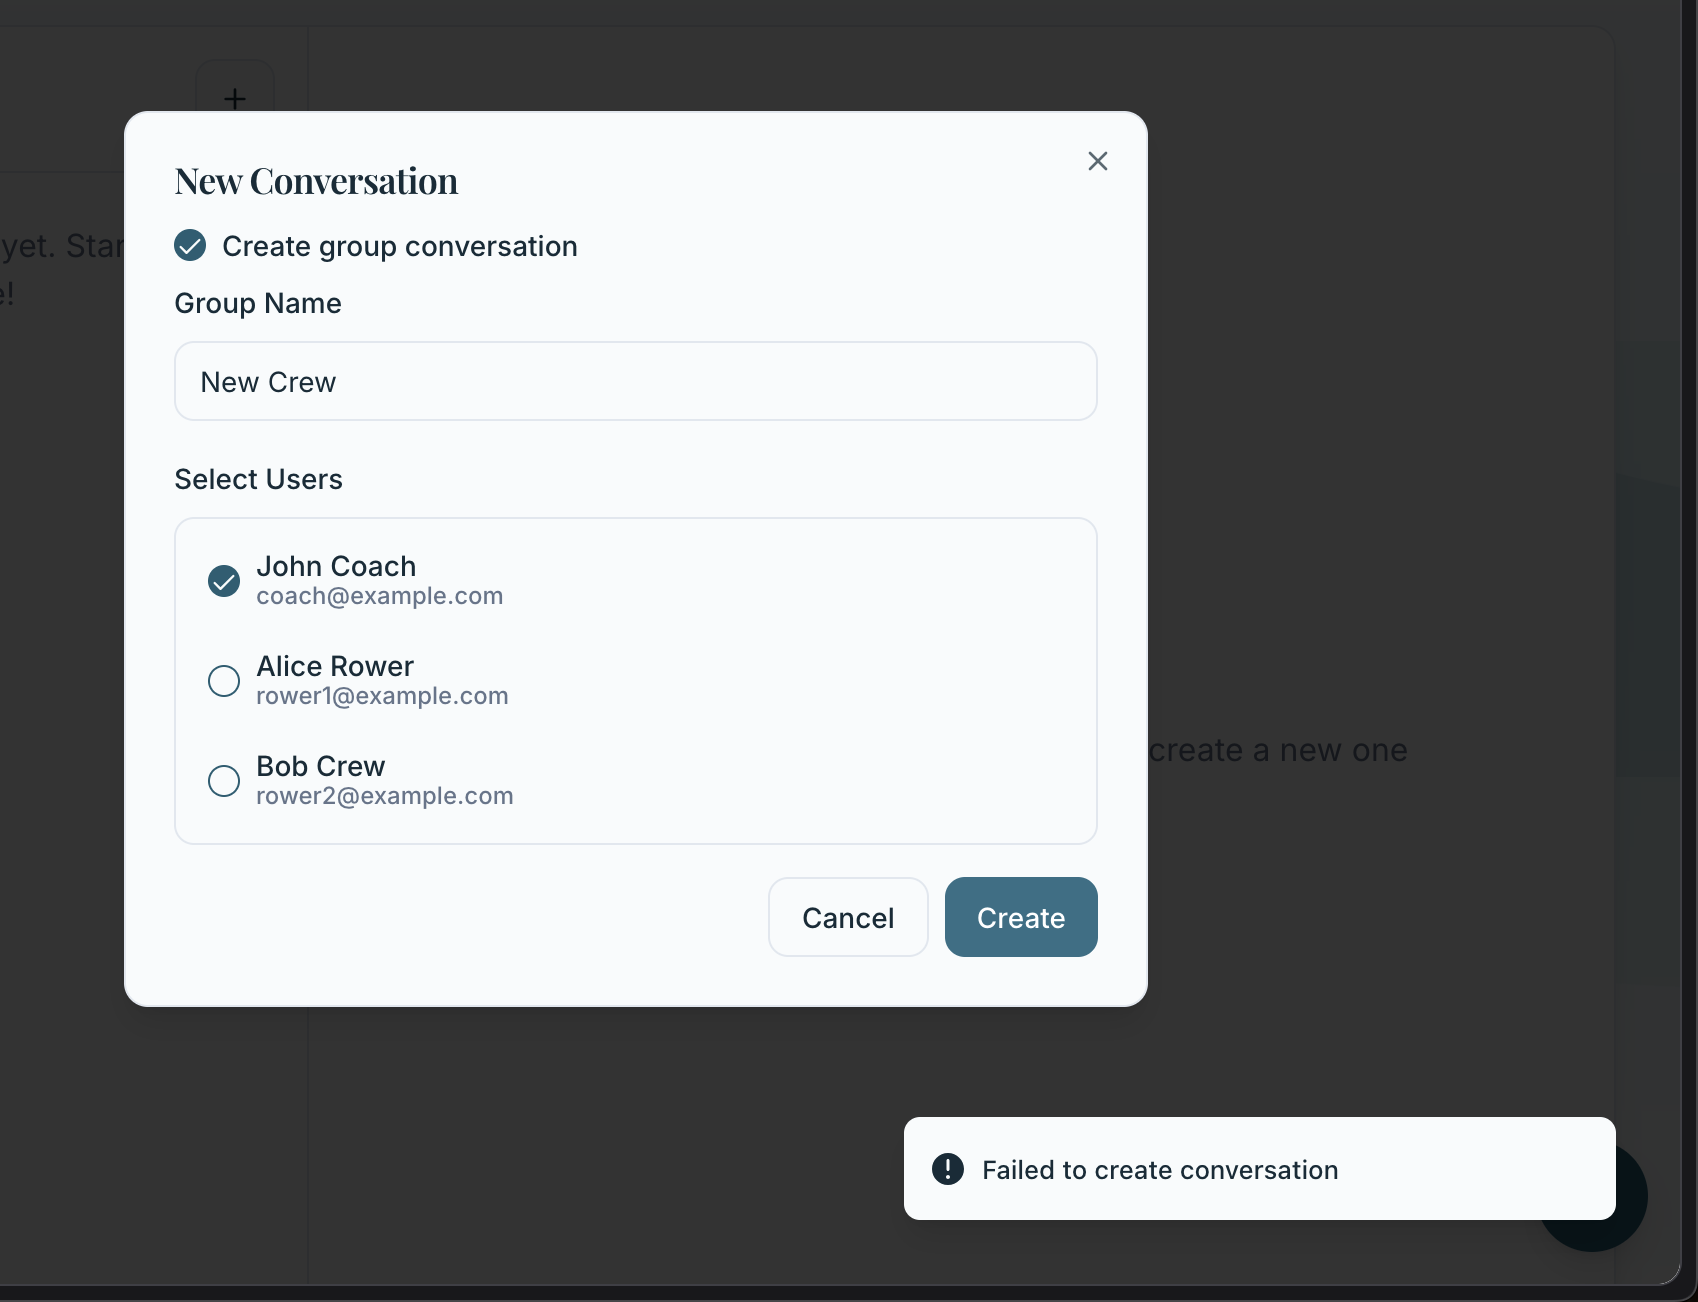 New Conversation
Create group conversation
Group Name
New Crew
Select Users
John Coach
coach@example.com
Alice Rower
rower1@example.com
Bob Crew
rower2@example.com
Cancel
Create
yet. Star
e!
create a new one
Failed to create conversation